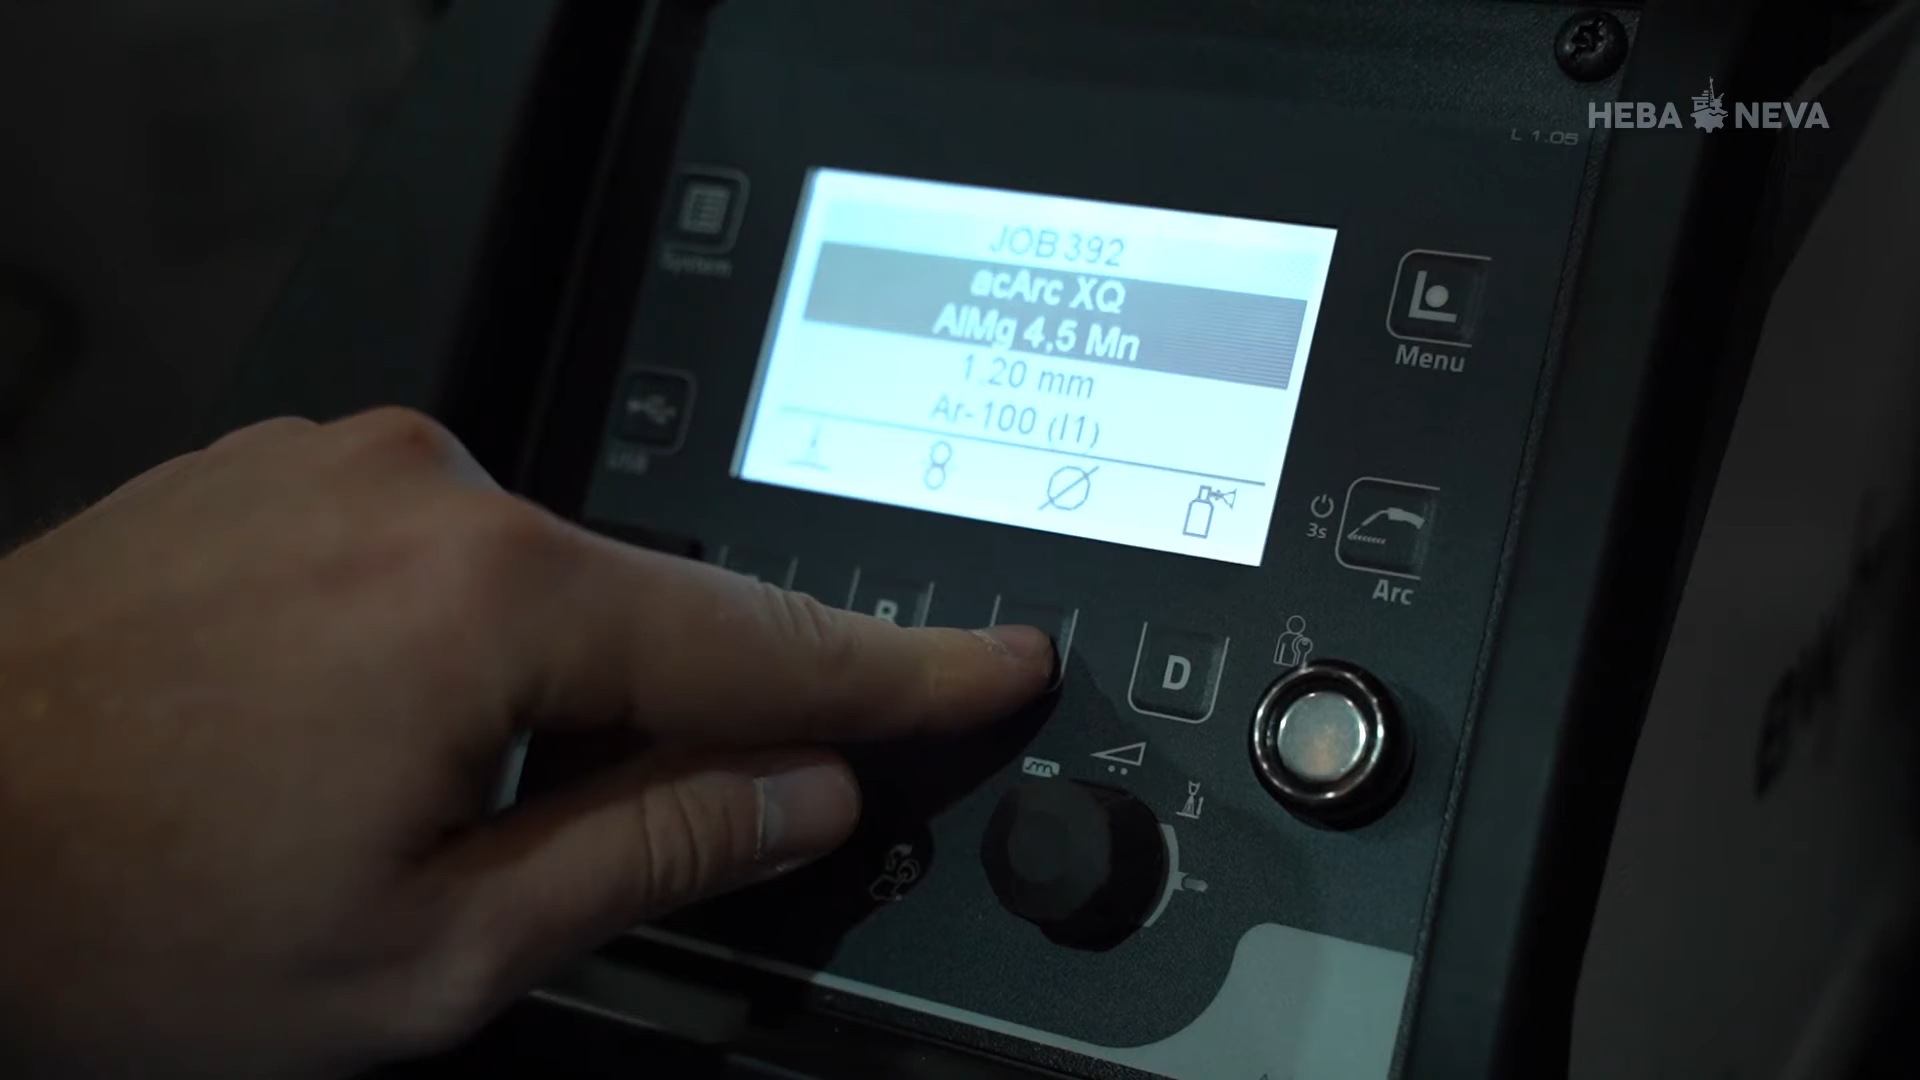 НЕВА NEVA
L 1.05
System
JOB 392
acArc XQ
AlMg 4,5 Mn
1.20 mm
Ar-100 (I1)
Menu
USB
3s
Arc
B
D